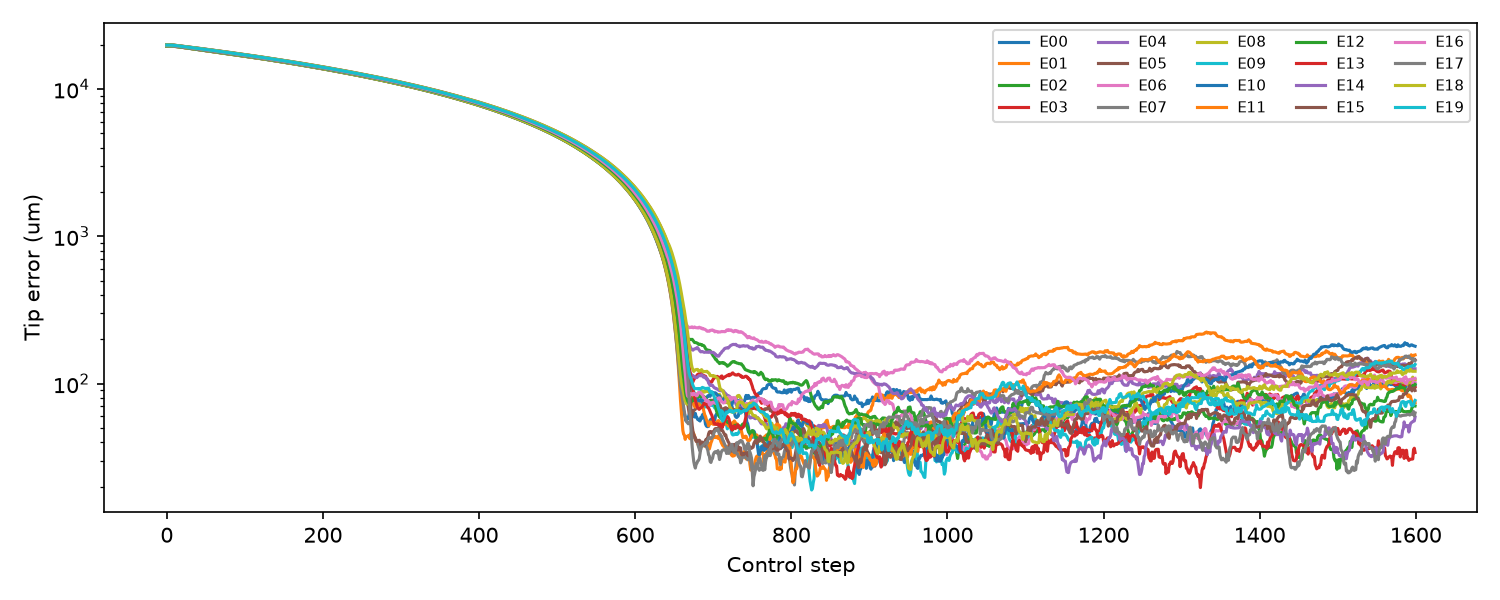 E00 E04 E08 E12 E16
E01 E05 E09 E13 E17
E02 E06 E10 E14 E18
E03 E07 E11 E15 E19
Tip error (um)
10^4
10^3
10^2
0 200 400 600 800 1000 1200 1400 1600
Control step